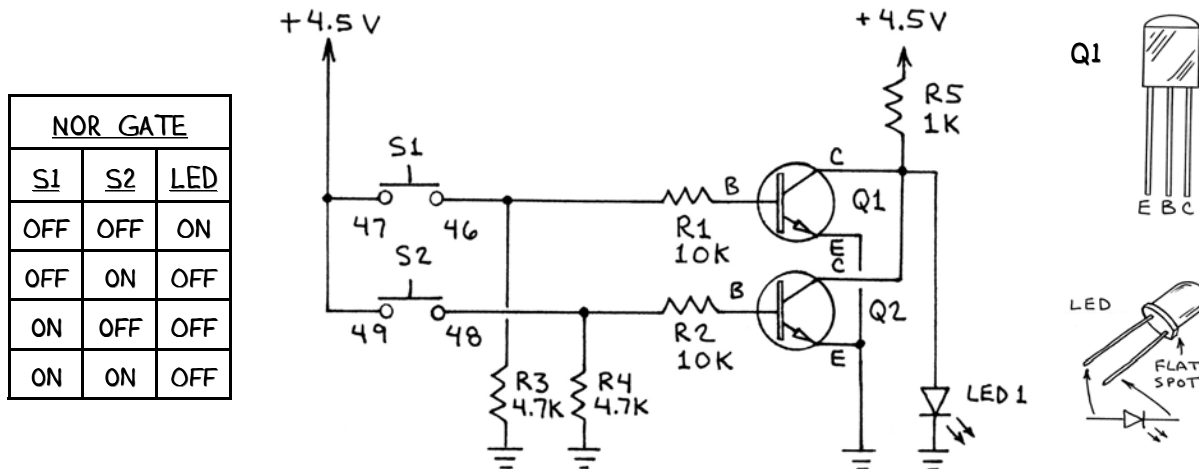 NOR GATE
S1 S2 LED
OFF OFF ON
OFF ON OFF
ON OFF OFF
ON ON OFF
+4.5 V
S1
47 46
S2
49 48
R3
4.7K
R4
4.7K
R1
10K
R2
10K
+4.5V
R5
1K
B
C
Q1
E
B
C
Q2
E
LED 1
Q1
E B C
LED
FLAT
SPOT